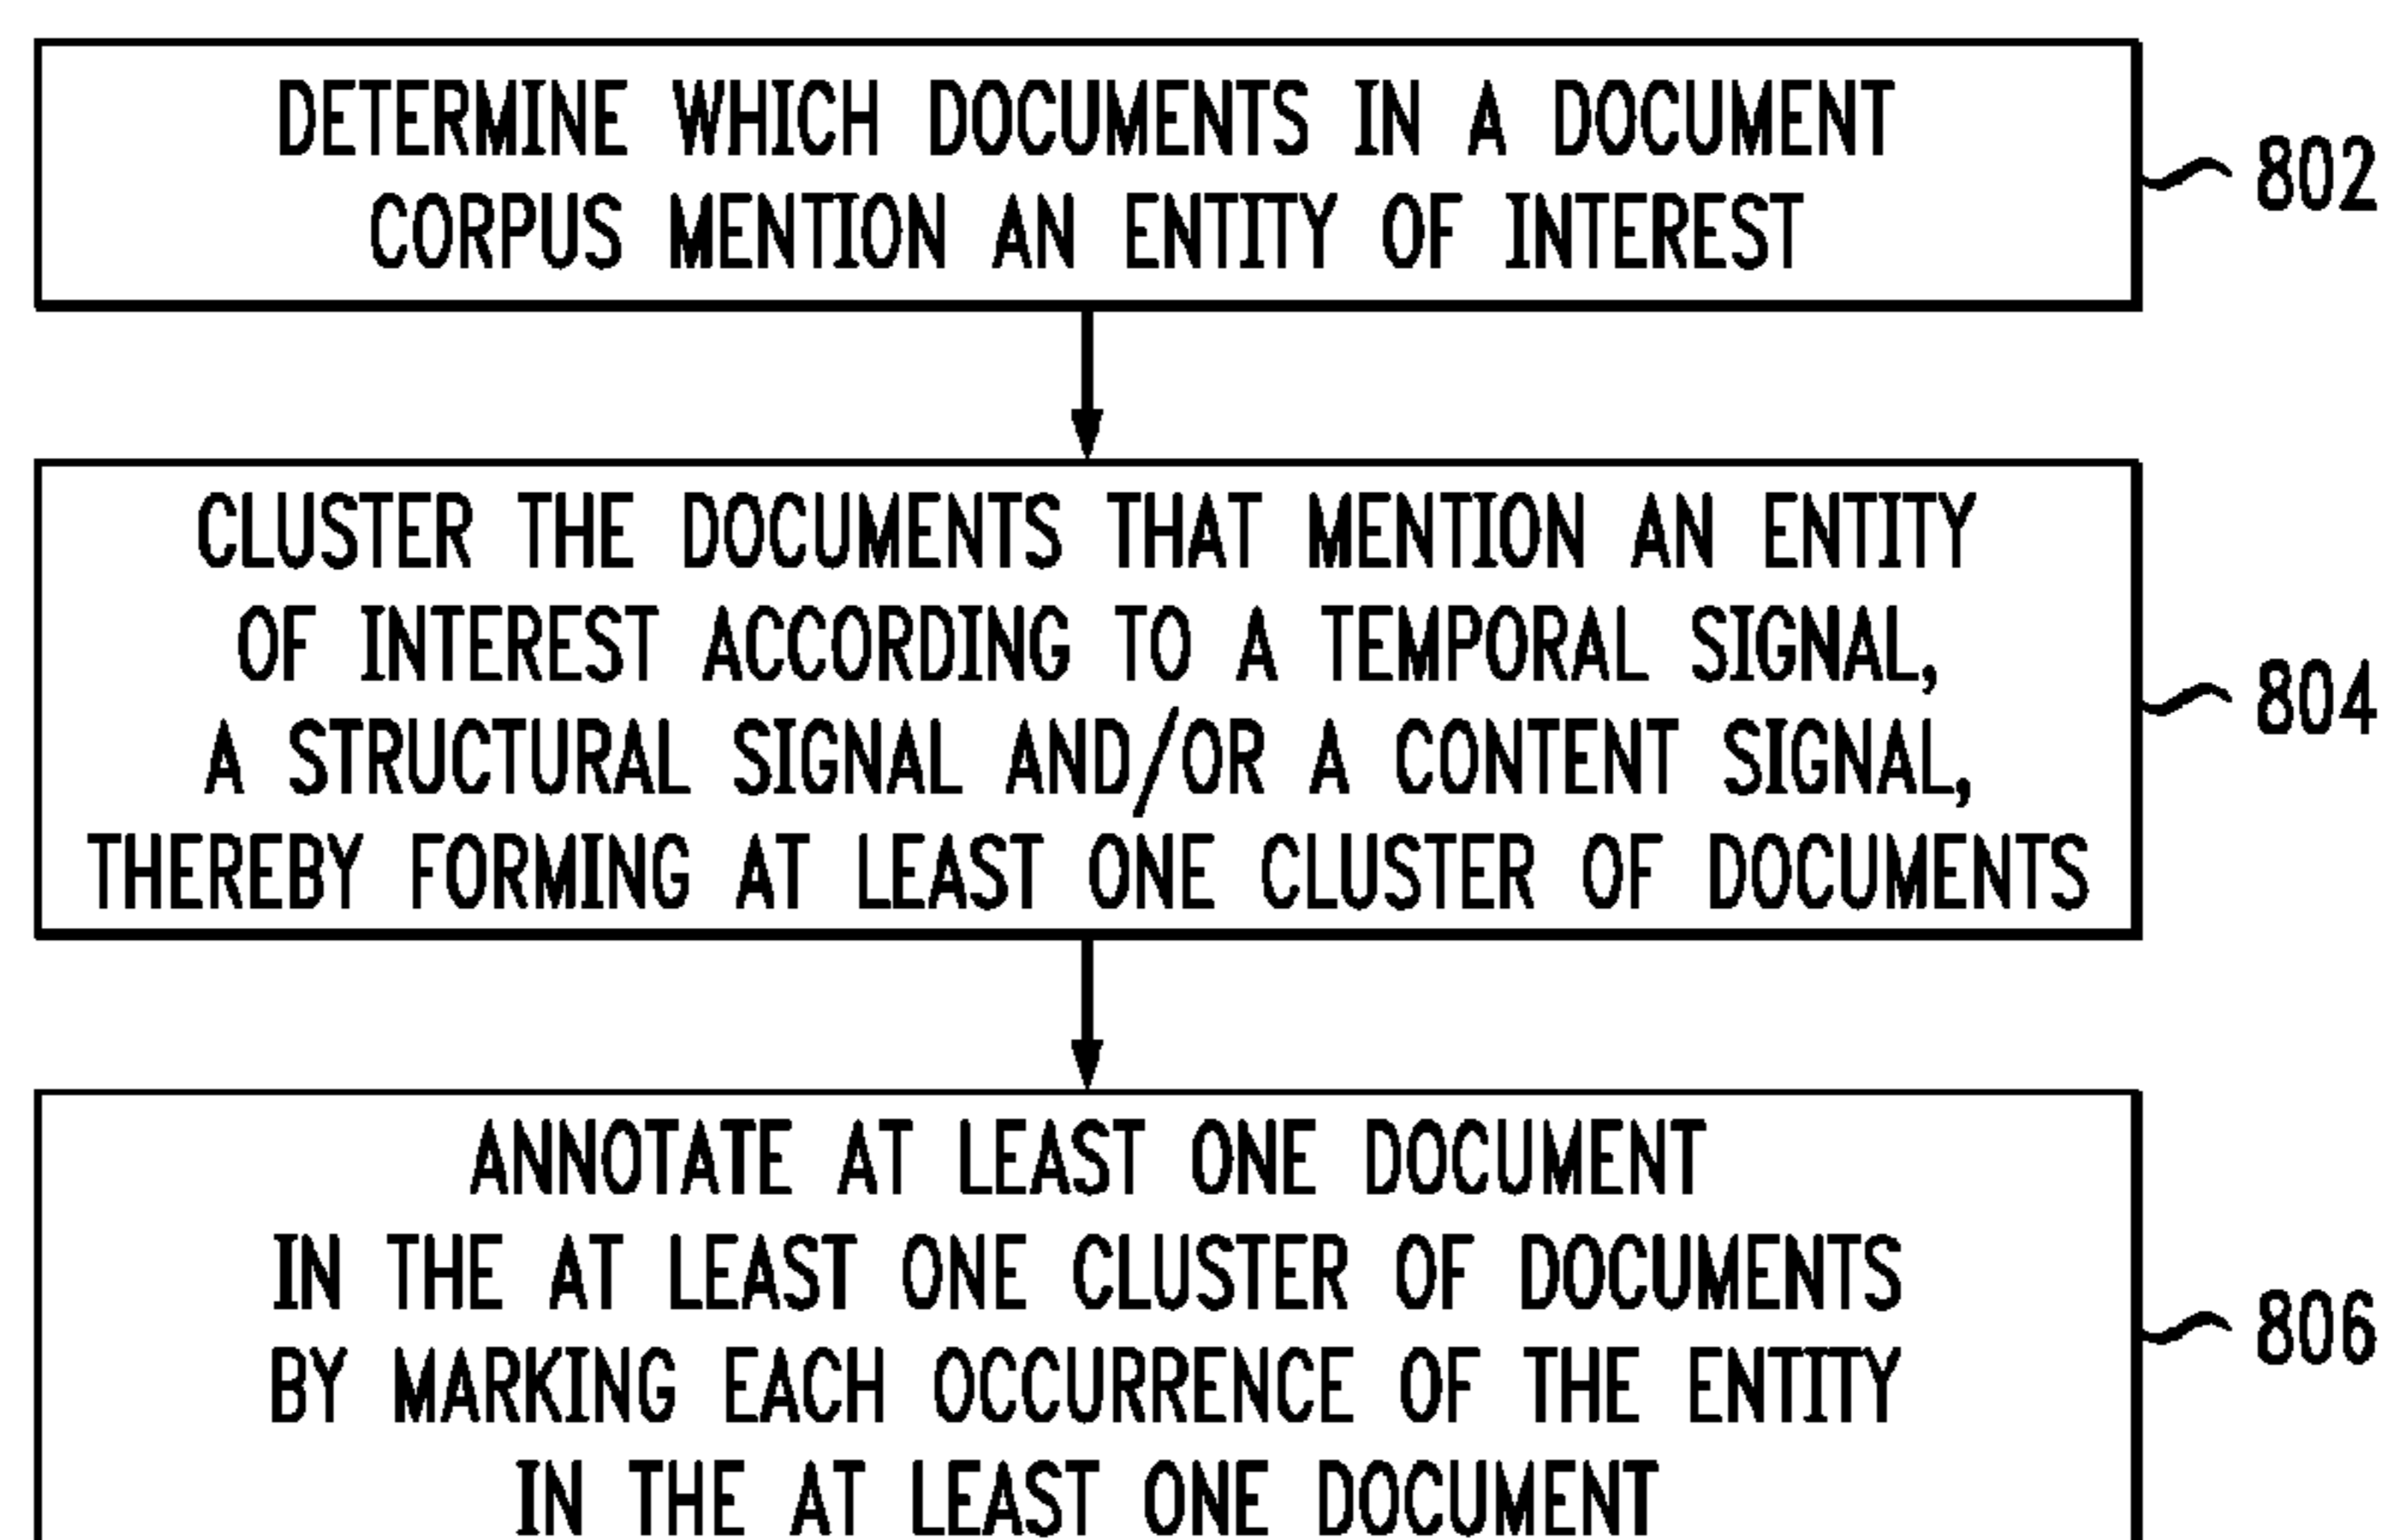 DETERMINE WHICH DOCUMENTS IN A DOCUMENT
CORPUS MENTION AN ENTITY OF INTEREST
802
CLUSTER THE DOCUMENTS THAT MENTION AN ENTITY
OF INTEREST ACCORDING TO A TEMPORAL SIGNAL,
A STRUCTURAL SIGNAL AND/OR A CONTENT SIGNAL,
THEREBY FORMING AT LEAST ONE CLUSTER OF DOCUMENTS
804
ANNOTATE AT LEAST ONE DOCUMENT
IN THE AT LEAST ONE CLUSTER OF DOCUMENTS
BY MARKING EACH OCCURRENCE OF THE ENTITY
IN THE AT LEAST ONE DOCUMENT
806